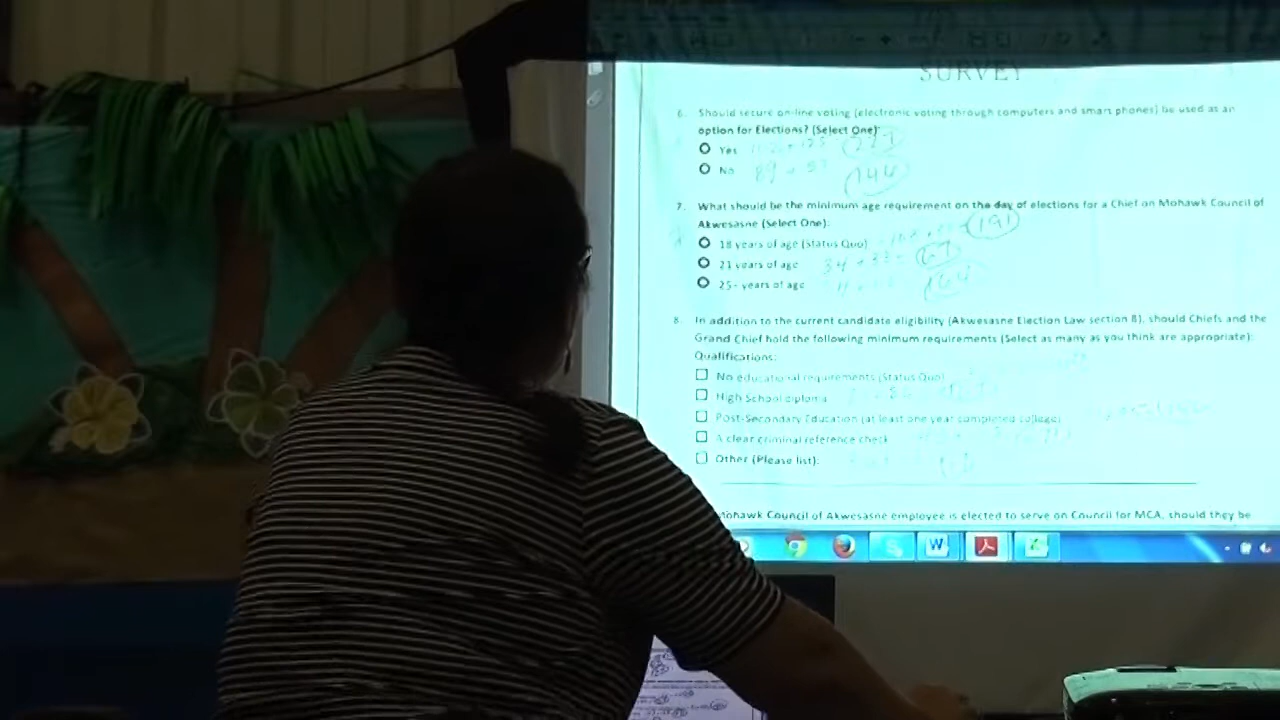 SURVEY
6. Should secure on-line voting (electronic voting through computers and smart phones) be used as an
option for Elections? (Select One):
Yes 227
No 89 + 57 144
7. What should be the minimum age requirement on the day of elections for a Chief on Mohawk Council of
Akwesasne (Select One):
18 years of age (Status Quo) 191
21 years of age 34 + 33 = 67
25+ years of age 144
8. In addition to the current candidate eligibility (Akwesasne Election Law section 8), should Chiefs and the
Grand Chief hold the following minimum requirements (Select as many as you think are appropriate):
Qualifications:
No educational requirements (Status Quo)
High School diploma
Post-Secondary Education (at least one year completed college)
A clear criminal reference check
Other (Please list):
Mohawk Council of Akwesasne employee is elected to serve on Council for MCA, should they be